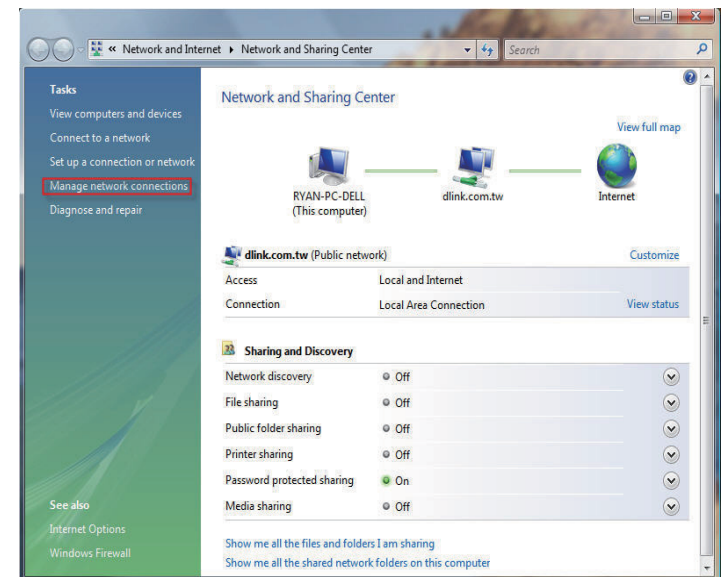 « Network and Internet ▸ Network and Sharing Center
Search
Tasks
View computers and devices
Connect to a network
Set up a connection or network
Manage network connections
Diagnose and repair
See also
Internet Options
Windows Firewall
Network and Sharing Center
View full map
RYAN-PC-DELL
(This computer)
dlink.com.tw
Internet
dlink.com.tw (Public network) Customize
Access Local and Internet
Connection Local Area Connection View status
Sharing and Discovery
Network discovery Off
File sharing Off
Public folder sharing Off
Printer sharing Off
Password protected sharing On
Media sharing Off
Show me all the files and folders I am sharing
Show me all the shared network folders on this computer